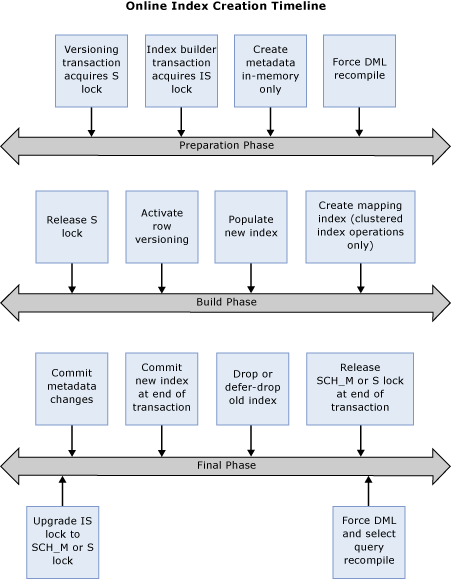 Online Index Creation Timeline
Versioning
transaction
acquires S
lock
Index builder
transaction
acquires IS
lock
Create
metadata
in-memory
only
Force DML
recompile
Preparation Phase
Release S
lock
Activate
row
versioning
Populate
new index
Create mapping
index (clustered
index operations
only)
Build Phase
Commit
metadata
changes
Commit
new index
at end of
transaction
Drop or
defer-drop
old index
Release
SCH_M or S lock
at end of
transaction
Final Phase
Upgrade IS
lock to
SCH_M or S
lock
Force DML
and select
query
recompile